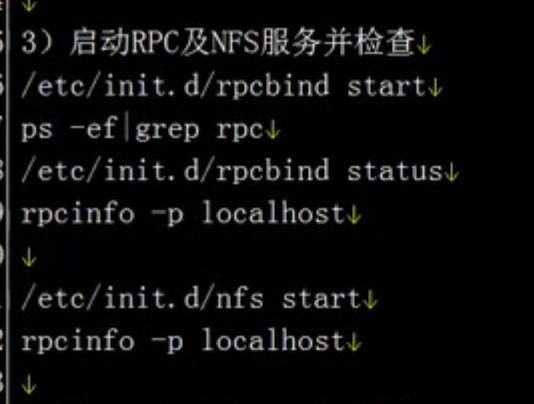 3）启动RPC及NFS服务并检查↓
/etc/init.d/rpcbind start↓
ps -ef|grep rpc↓
/etc/init.d/rpcbind status↓
rpcinfo -p localhost↓
↓
/etc/init.d/nfs start↓
rpcinfo -p localhost↓
↓